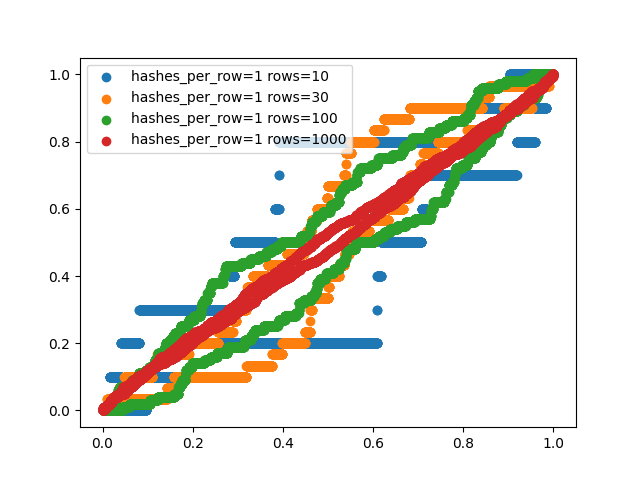 hashes_per_row=1 rows=10
hashes_per_row=1 rows=30
hashes_per_row=1 rows=100
hashes_per_row=1 rows=1000
1.0
0.8
0.6
0.4
0.2
0.0
0.0 0.2 0.4 0.6 0.8 1.0